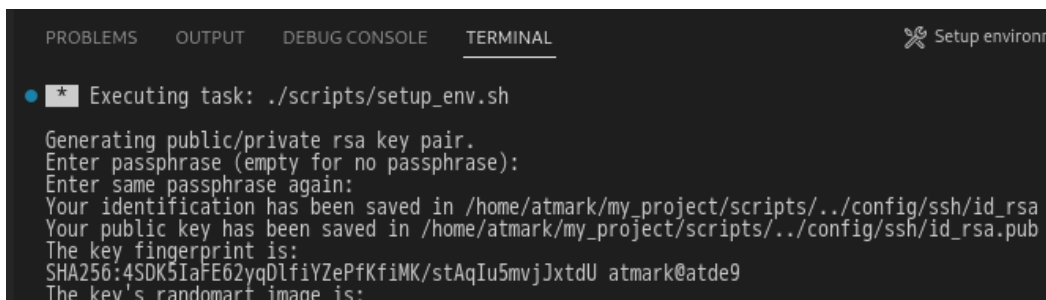 PROBLEMS OUTPUT DEBUG CONSOLE TERMINAL Setup environm
* Executing task: ./scripts/setup_env.sh
Generating public/private rsa key pair.
Enter passphrase (empty for no passphrase):
Enter same passphrase again:
Your identification has been saved in /home/atmark/my_project/scripts/../config/ssh/id_rsa
Your public key has been saved in /home/atmark/my_project/scripts/../config/ssh/id_rsa.pub
The key fingerprint is:
SHA256:4SDK5IaFE62yqDlfiYZePfKfiMK/stAqIu5mvjJxtdU atmark@atde9
The key's randomart image is: